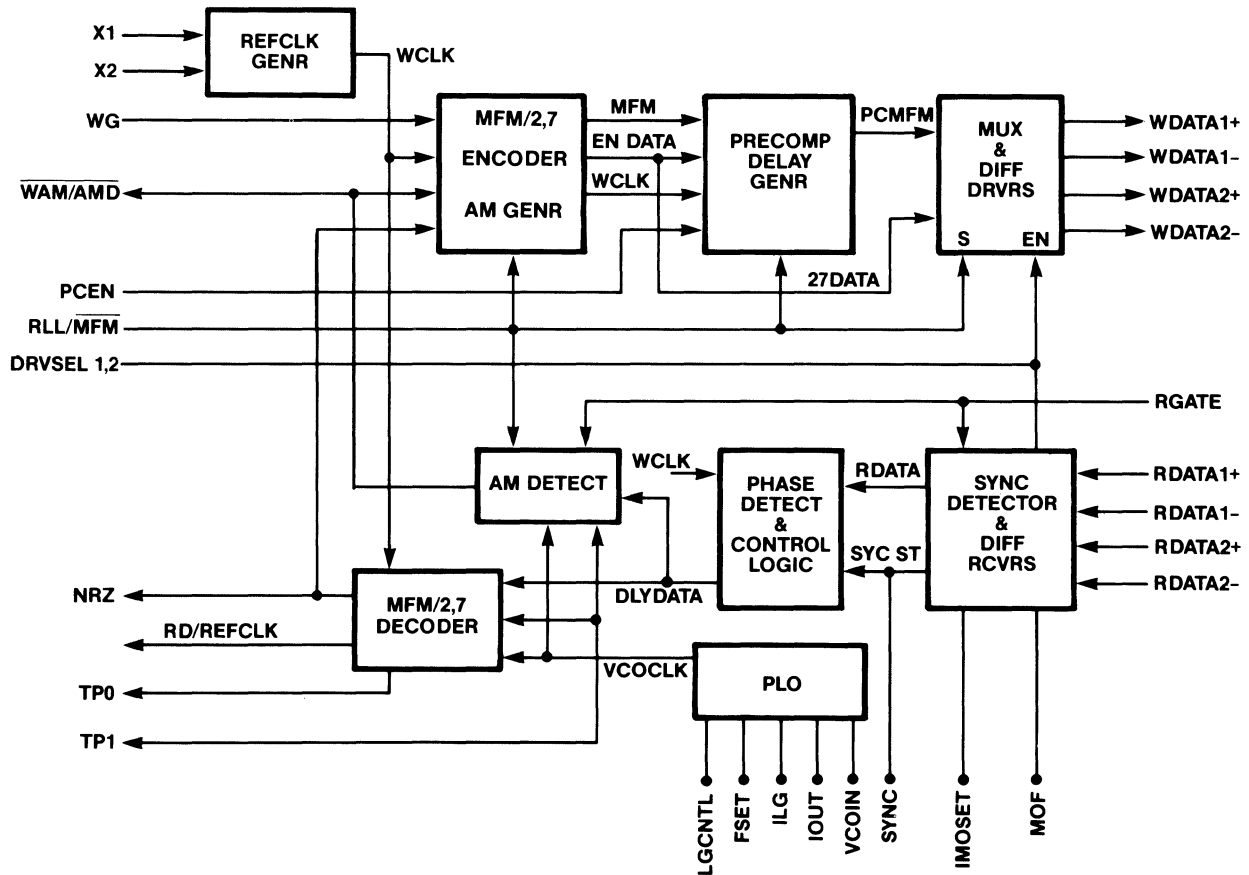 X1
X2
REFCLK
GENR
WCLK
WG
MFM/2,7
ENCODER
AM GENR
MFM
EN DATA
WCLK
PRECOMP
DELAY
GENR
PCMFM
MUX
&
DIFF
DRVRS
S EN
WDATA1+
WDATA1–
WDATA2+
WDATA2–
WAM/AMD
PCEN
27DATA
RLL/MFM
DRVSEL 1,2
RGATE
AM DETECT
WCLK
PHASE
DETECT
&
CONTROL
LOGIC
RDATA
SYC ST
SYNC
DETECTOR
&
DIFF
RCVRS
RDATA1+
RDATA1–
RDATA2+
RDATA2–
NRZ
RD/REFCLK
MFM/2,7
DECODER
DLYDATA
VCOCLK
PLO
TP0
TP1
LGCNTL
FSET
ILG
IOUT
VCOIN
SYNC
IMOSET
MOF